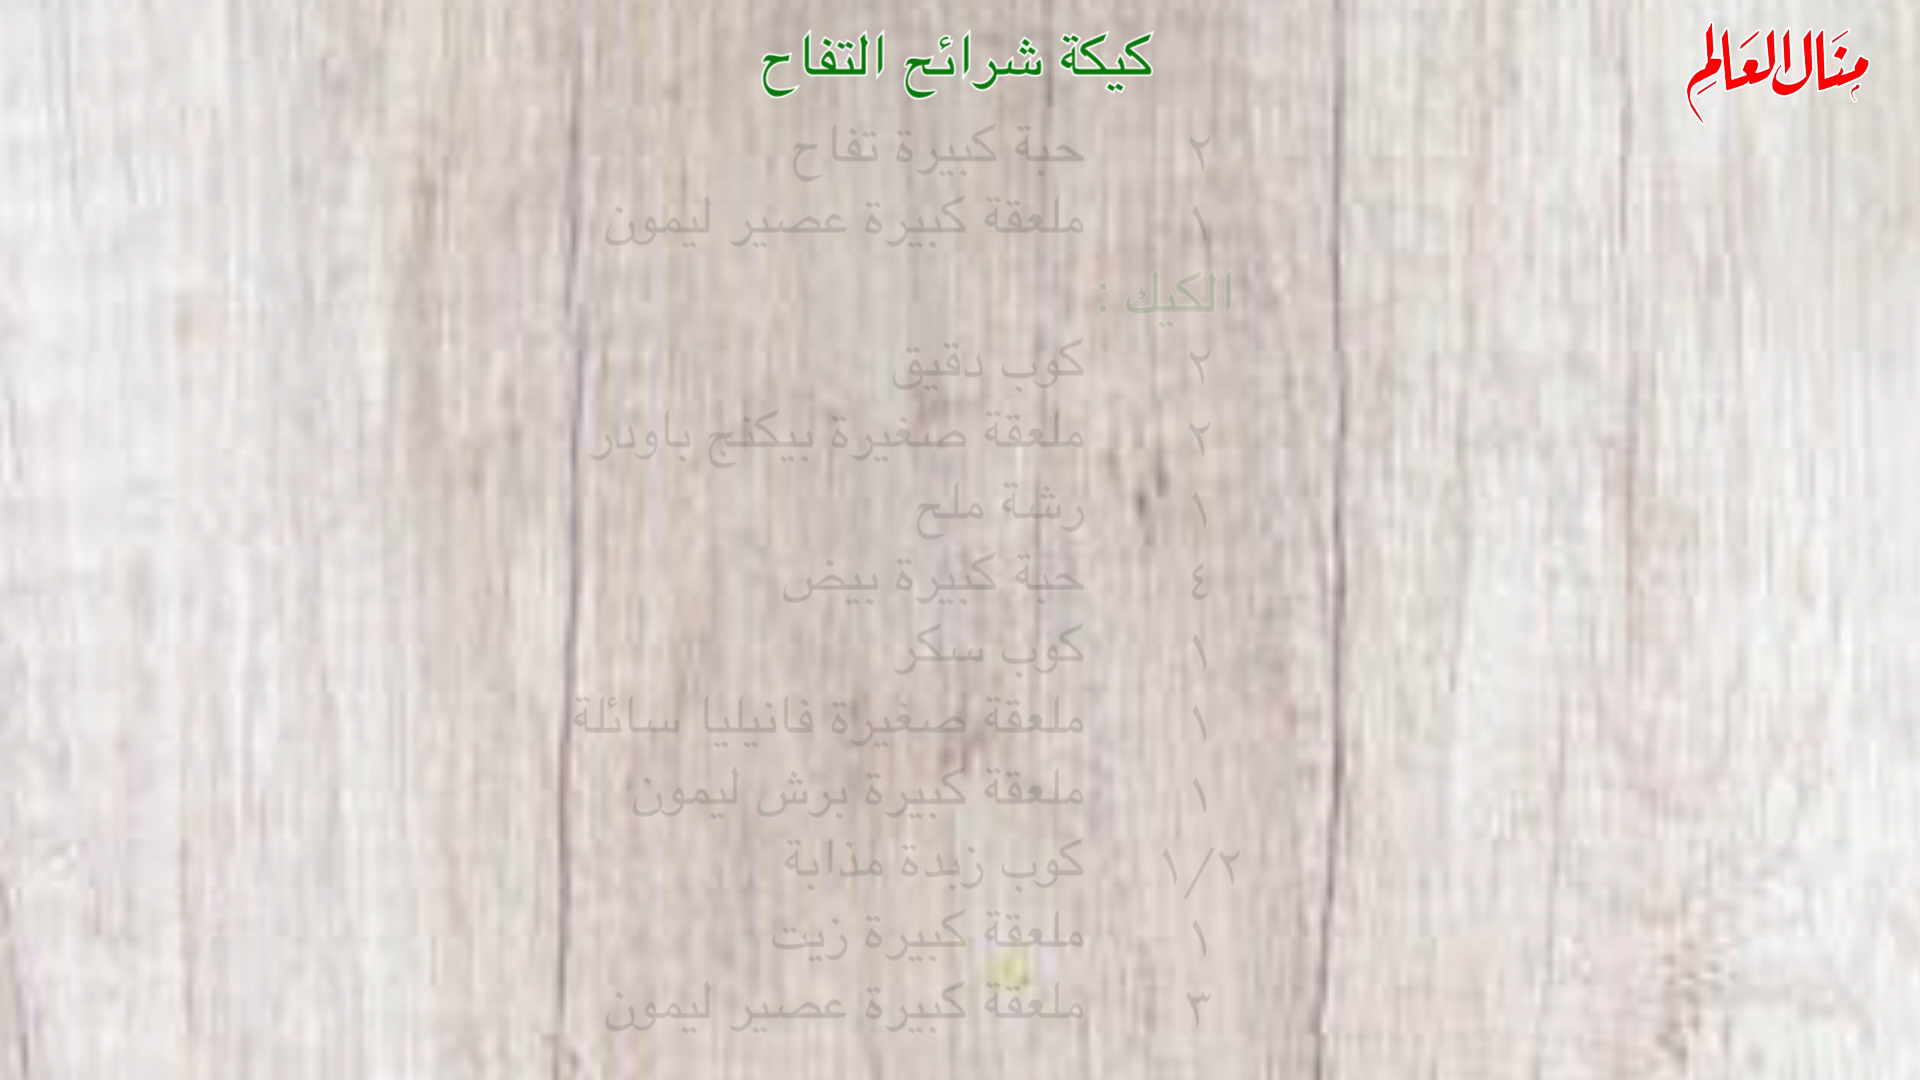 منال العالم
كيكة شرائح التفاح
٢ حبة كبيرة تفاح
١ ملعقة كبيرة عصير ليمون
الكيك :
٢ كوب دقيق
٢ ملعقة صغيرة بيكنج باودر
١ رشة ملح
٤ حبة كبيرة بيض
١ كوب سكر
١ ملعقة صغيرة فانيليا سائلة
١ ملعقة كبيرة برش ليمون
١/٢ كوب زبدة مذابة
١ ملعقة كبيرة زيت
٣ ملعقة كبيرة عصير ليمون